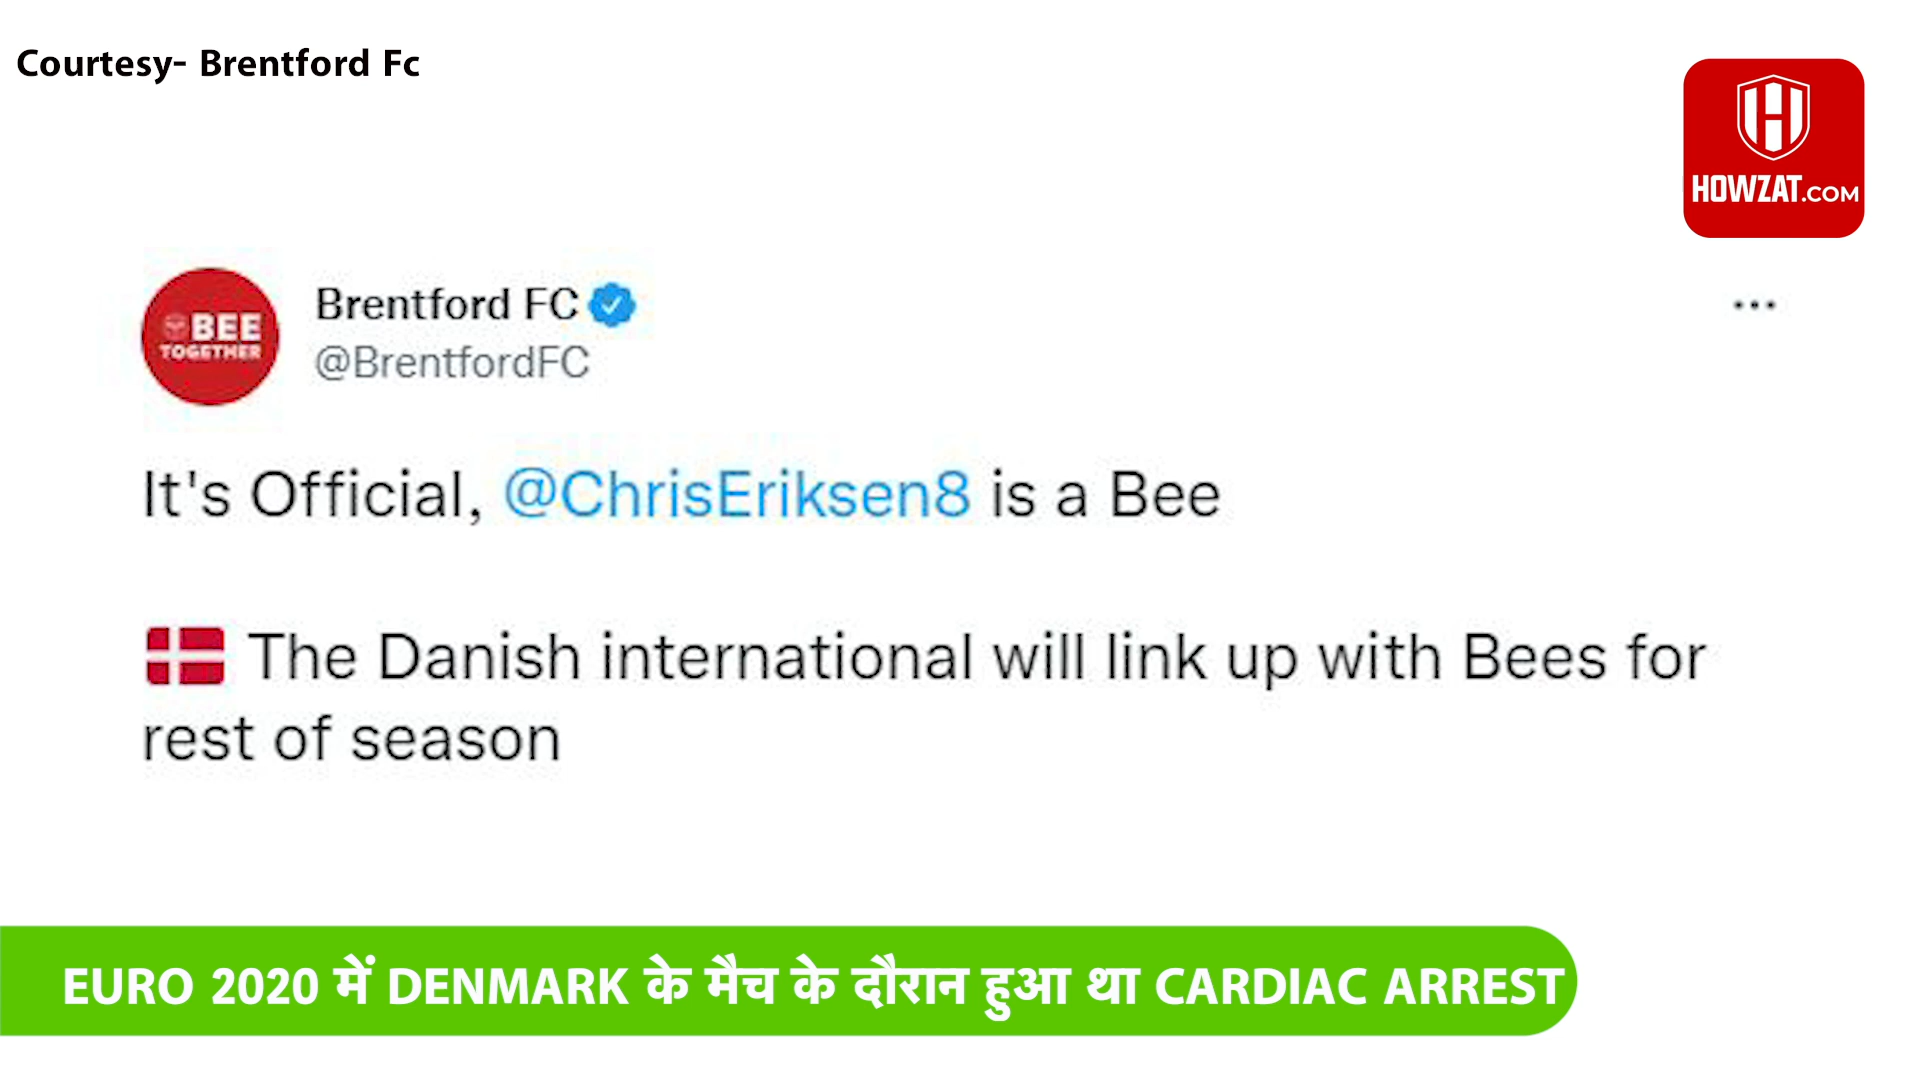 Courtesy- Brentford Fc
HOWZAT.COM
BEE
TOGETHER
Brentford FC
@BrentfordFC
It's Official, @ChrisEriksen8 is a Bee
The Danish international will link up with Bees for
rest of season
EURO 2020 में DENMARK के मैच के दौरान हुआ था CARDIAC ARREST